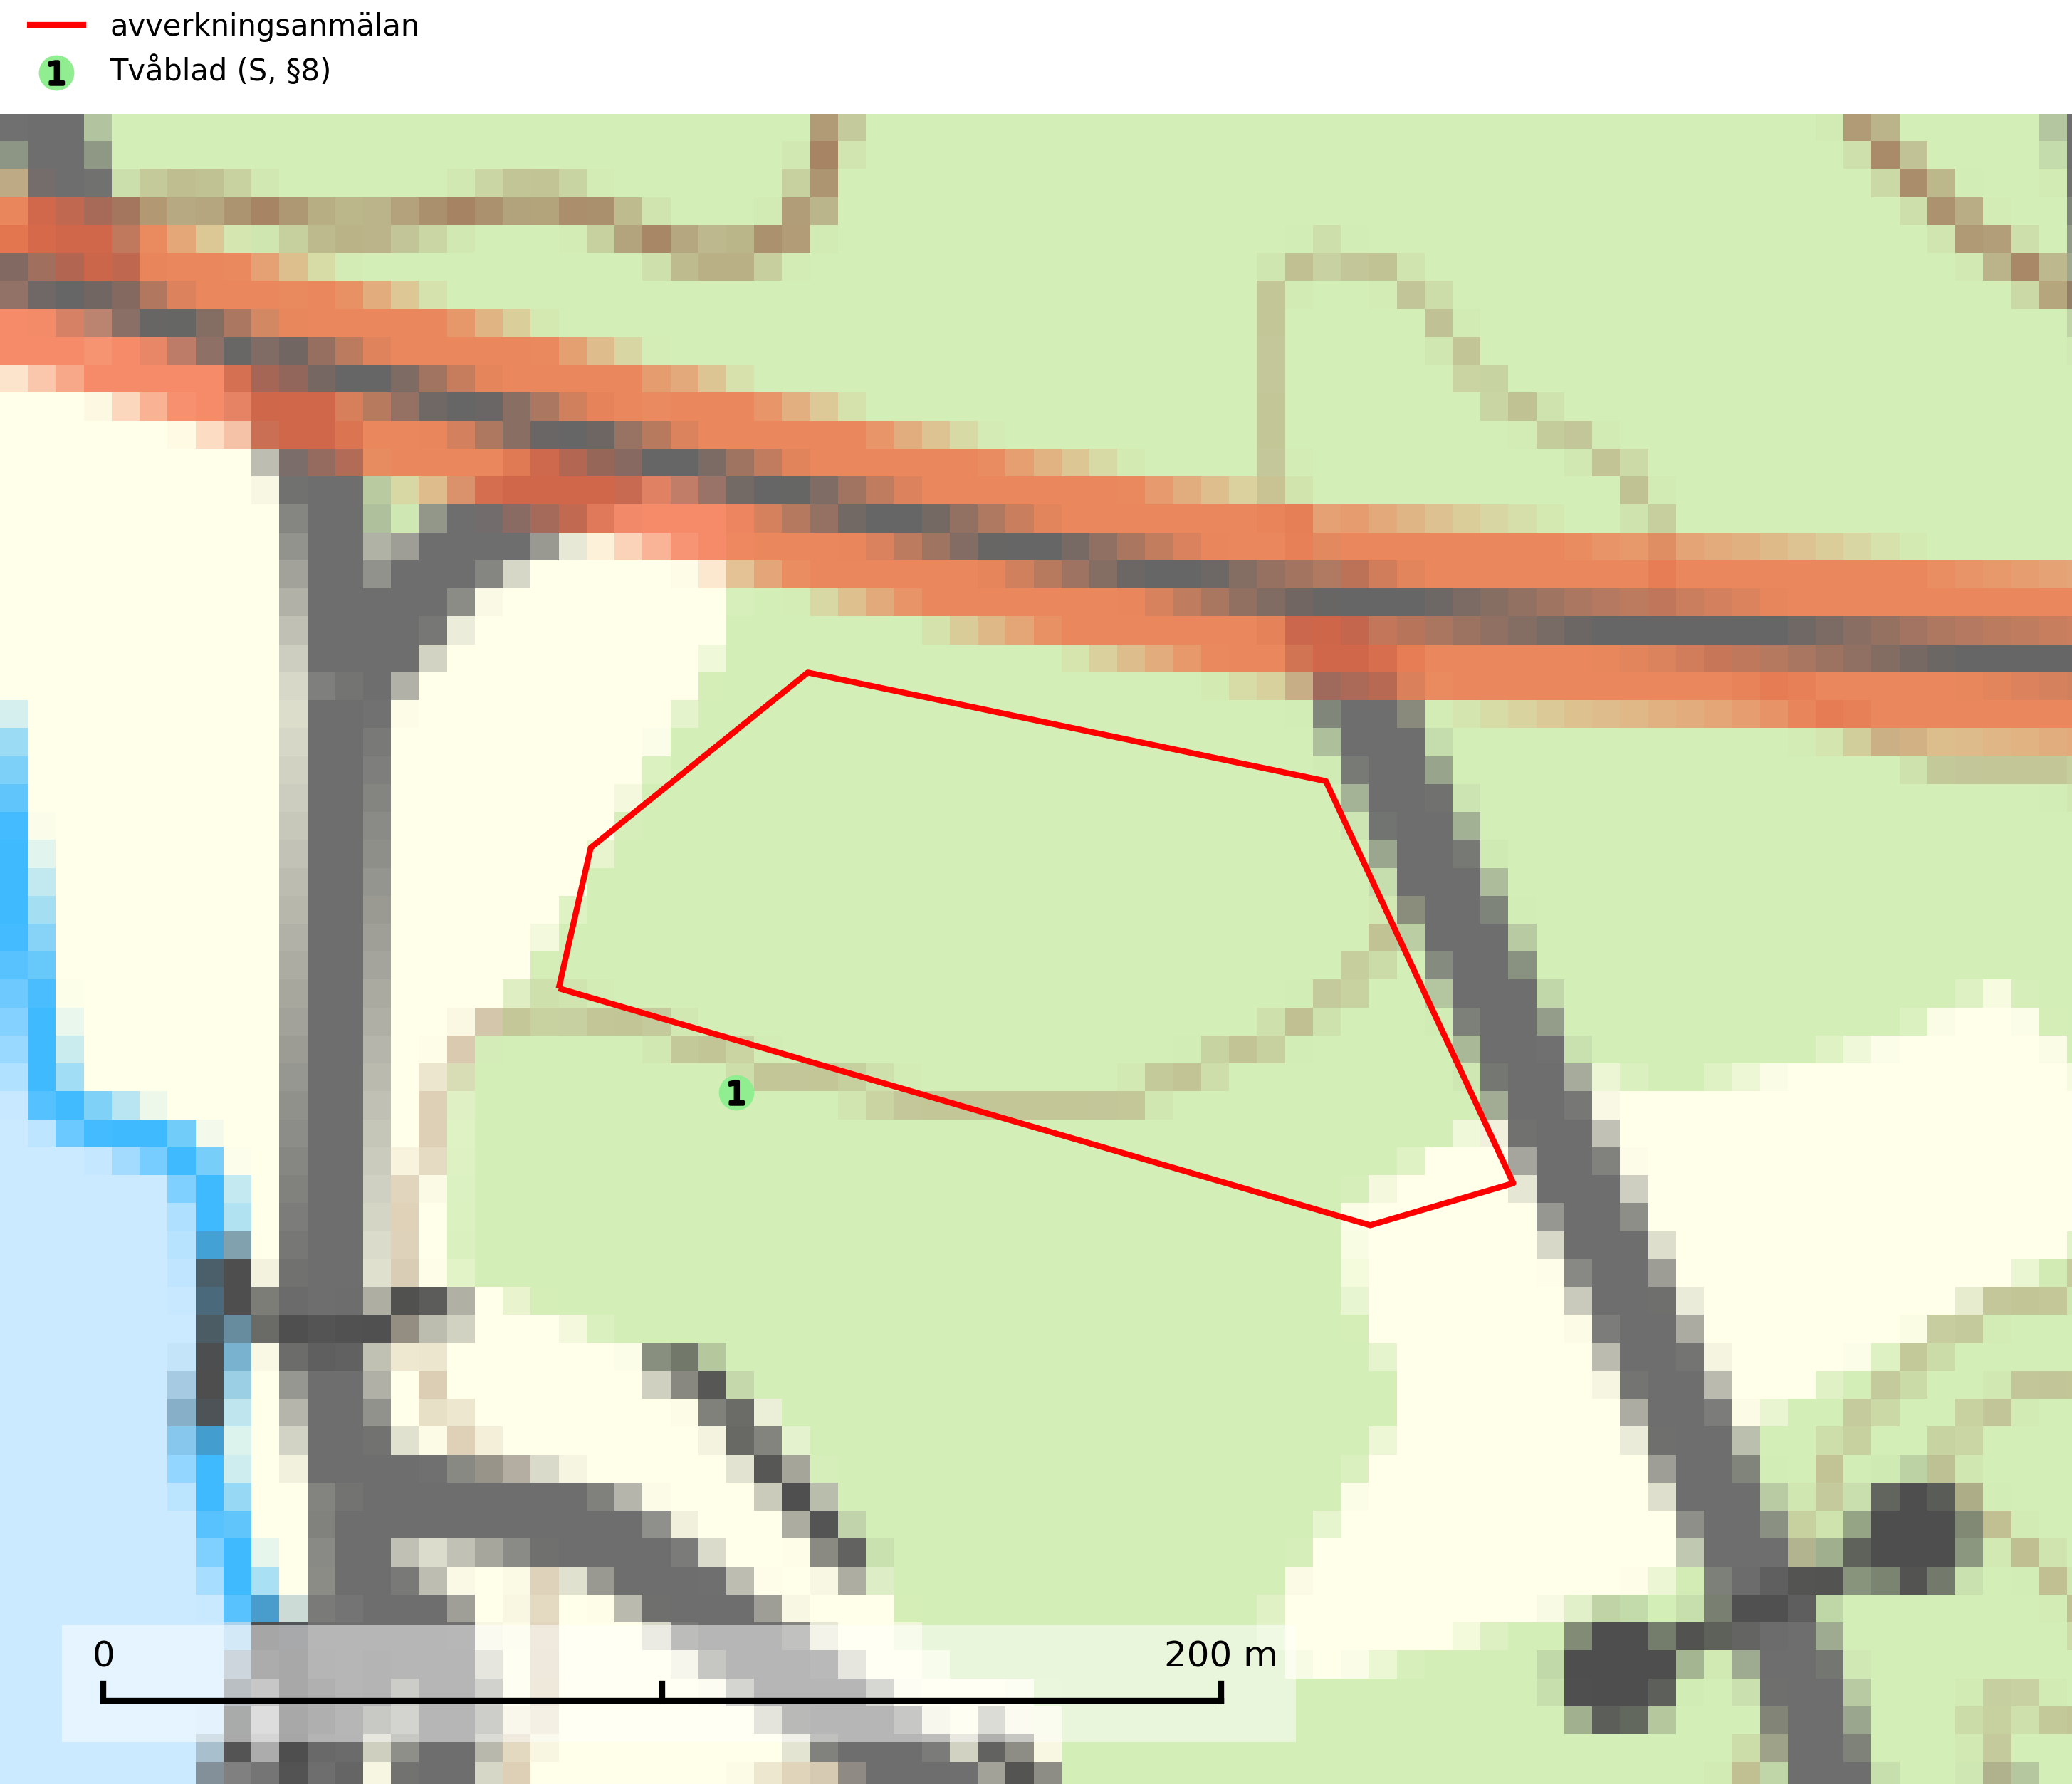 avverkningsanmälan
1 Tvåblad (S, §8)
1
0 200 m